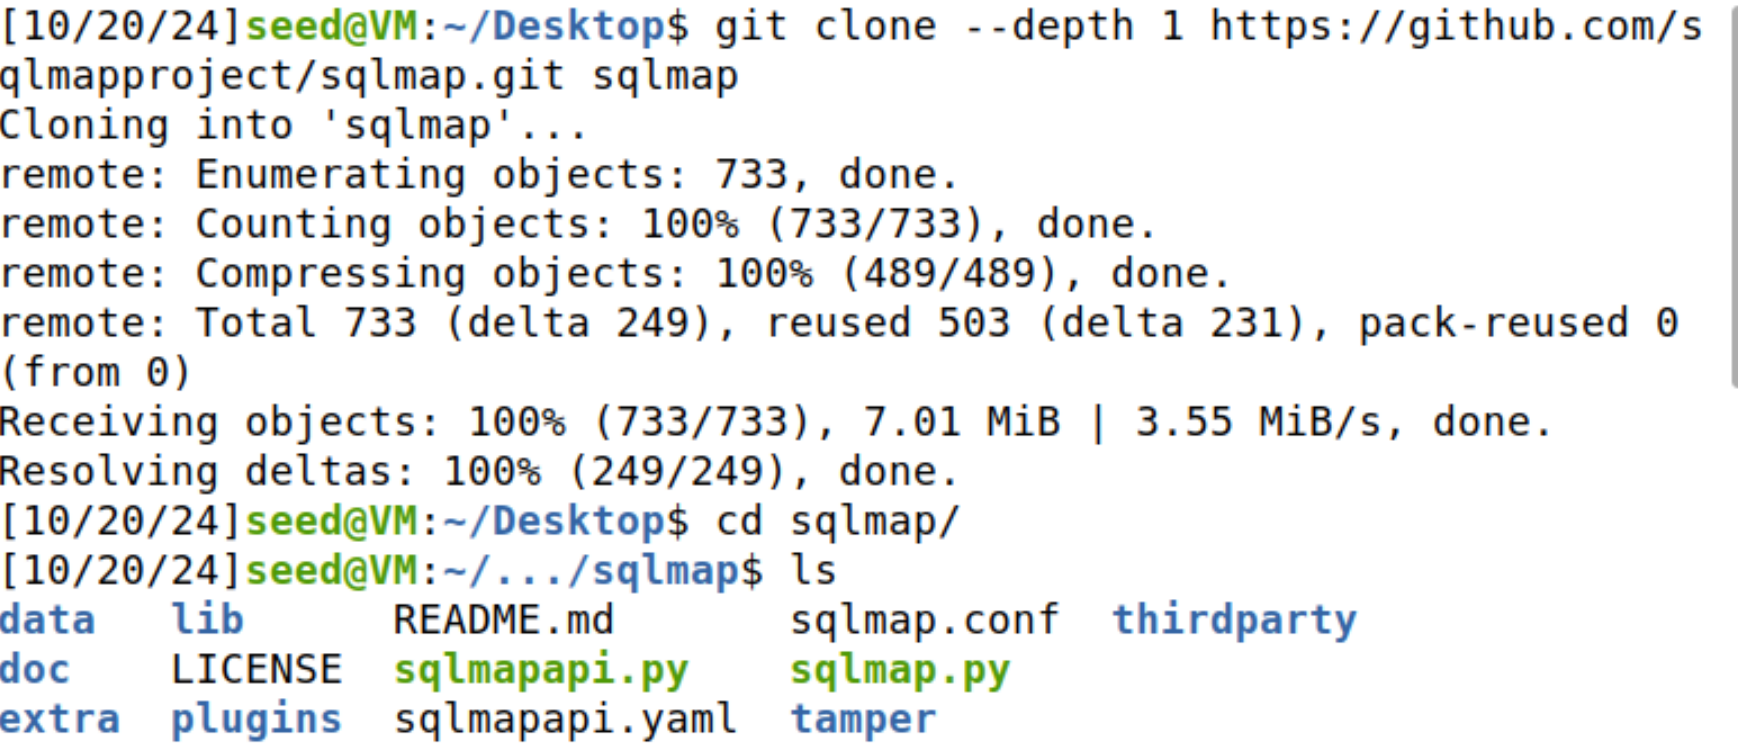 [10/20/24]seed@VM:~/Desktop$ git clone --depth 1 https://github.com/s
qlmapproject/sqlmap.git sqlmap
Cloning into 'sqlmap'...
remote: Enumerating objects: 733, done.
remote: Counting objects: 100% (733/733), done.
remote: Compressing objects: 100% (489/489), done.
remote: Total 733 (delta 249), reused 503 (delta 231), pack-reused 0
(from 0)
Receiving objects: 100% (733/733), 7.01 MiB | 3.55 MiB/s, done.
Resolving deltas: 100% (249/249), done.
[10/20/24]seed@VM:~/Desktop$ cd sqlmap/
[10/20/24]seed@VM:~/.../sqlmap$ ls
data   lib      README.md       sqlmap.conf  thirdparty
doc    LICENSE  sqlmapapi.py    sqlmap.py
extra  plugins  sqlmapapi.yaml  tamper